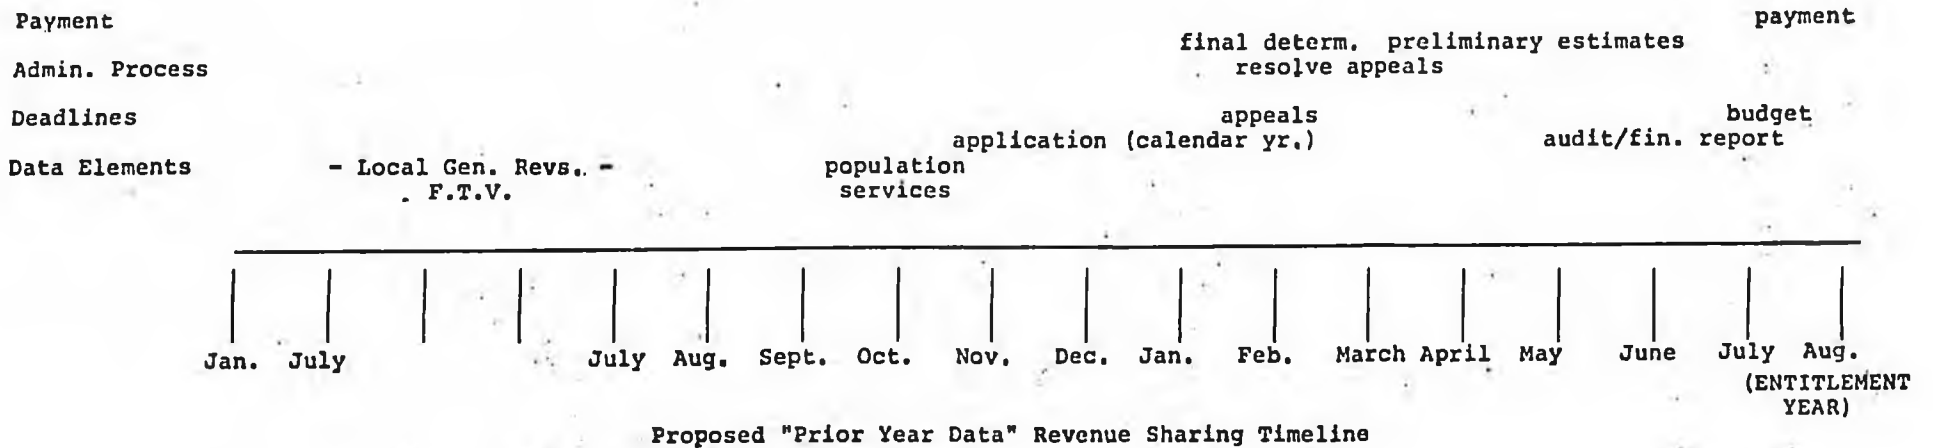 Payment payment
final determ. preliminary estimates
Admin. Process resolve appeals
Deadlines appeals budget
application (calendar yr.) audit/fin. report
Data Elements - Local Gen. Revs. - population
F.T.V. services
Jan. July July Aug. Sept. Oct. Nov. Dec. Jan. Feb. March April May June July Aug.
(ENTITLEMENT
YEAR)
Proposed "Prior Year Data" Revenue Sharing Timeline